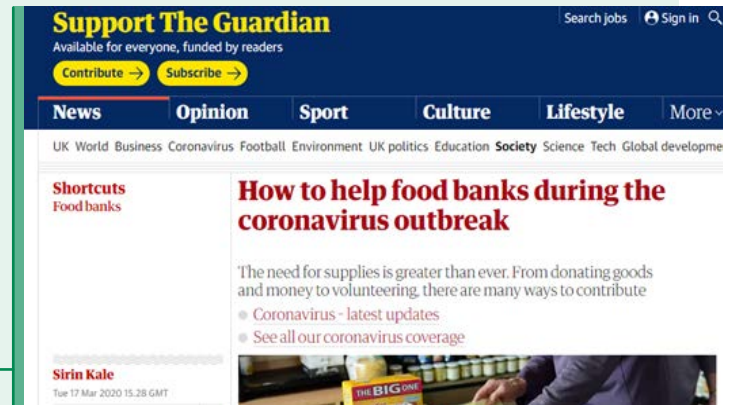 Support The Guardian
Available for everyone, funded by readers
Contribute →
Subscribe →
Search jobs
Sign in
News Opinion Sport Culture Lifestyle More
UK World Business Coronavirus Football Environment UK politics Education Society Science Tech Global developme
Shortcuts
Food banks
How to help food banks during the
coronavirus outbreak
The need for supplies is greater than ever. From donating goods
and money to volunteering, there are many ways to contribute
Coronavirus - latest updates
See all our coronavirus coverage
Sirin Kale
Tue 17 Mar 2020 15.28 GMT
THE BIG ONE